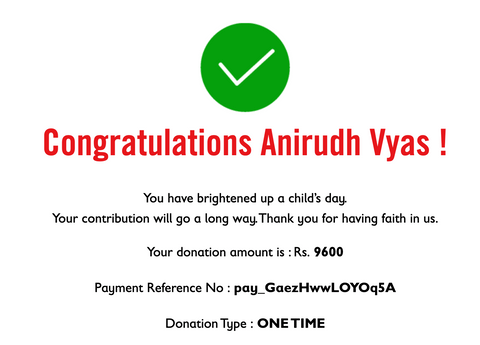 Congratulations Anirudh Vyas !
You have brightened up a child's day.
Your contribution will go a long way. Thank you for having faith in us.
Your donation amount is : Rs. 9600
Payment Reference No : pay_GaezHwwLOYOq5A
Donation Type : ONE TIME